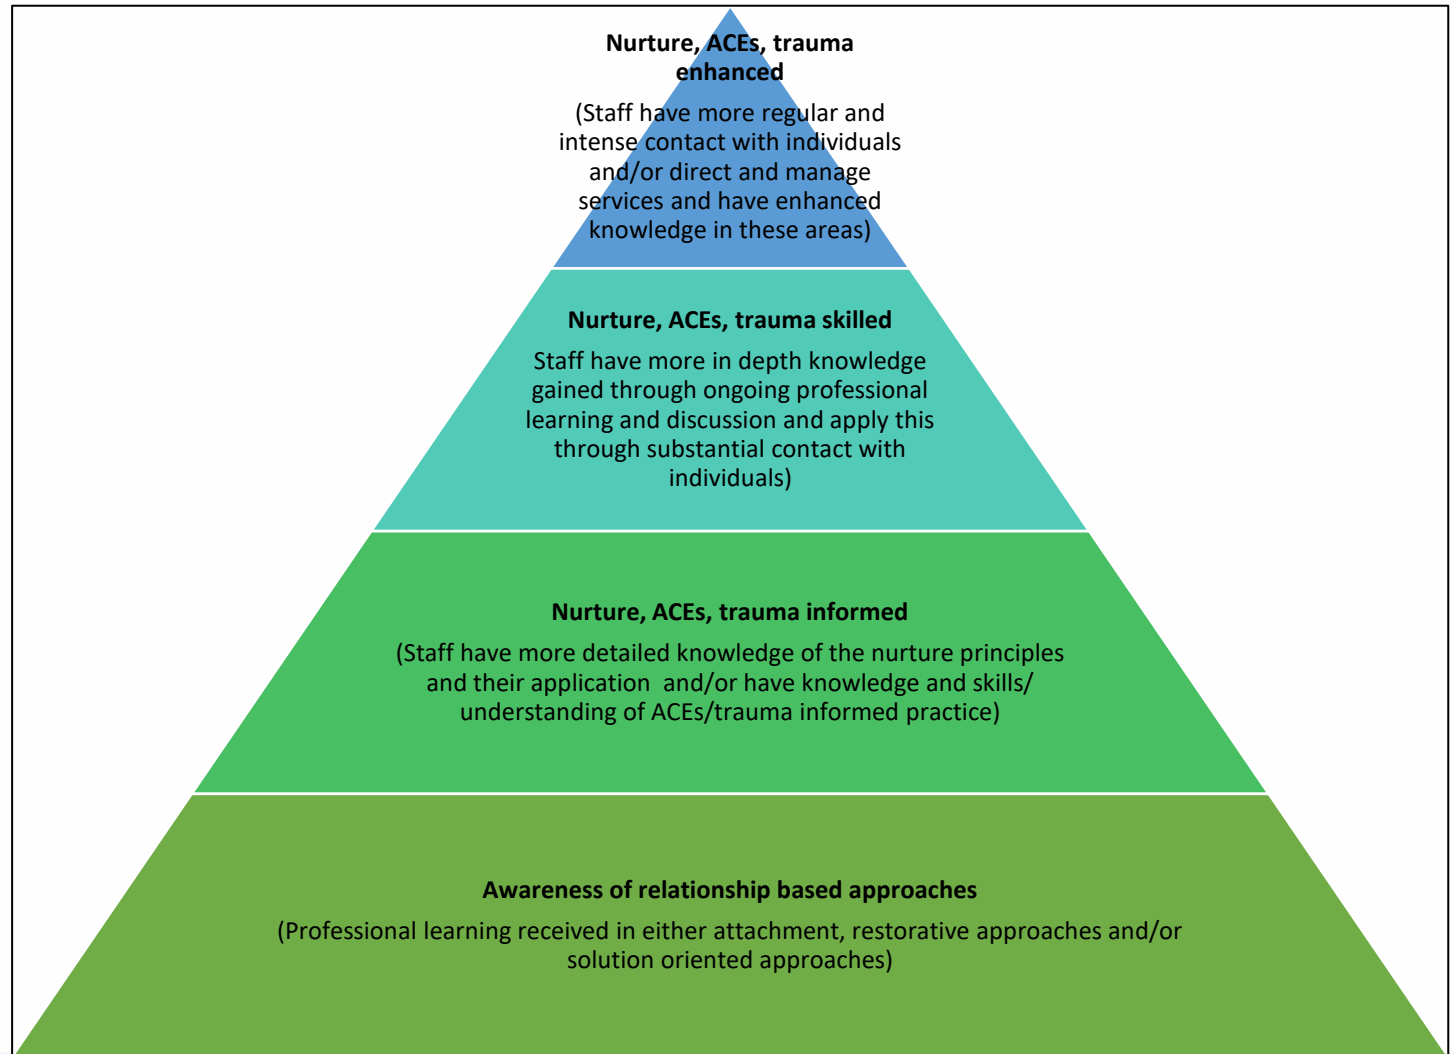 Nurture, ACEs, trauma
enhanced
(Staff have more regular and
intense contact with individuals
and/or direct and manage
services and have enhanced
knowledge in these areas)
Nurture, ACEs, trauma skilled
Staff have more in depth knowledge
gained through ongoing professional
learning and discussion and apply this
through substantial contact with
individuals)
Nurture, ACEs, trauma informed
(Staff have more detailed knowledge of the nurture principles
and their application  and/or have knowledge and skills/
understanding of ACEs/trauma informed practice)
Awareness of relationship based approaches
(Professional learning received in either attachment, restorative approaches and/or
solution oriented approaches)